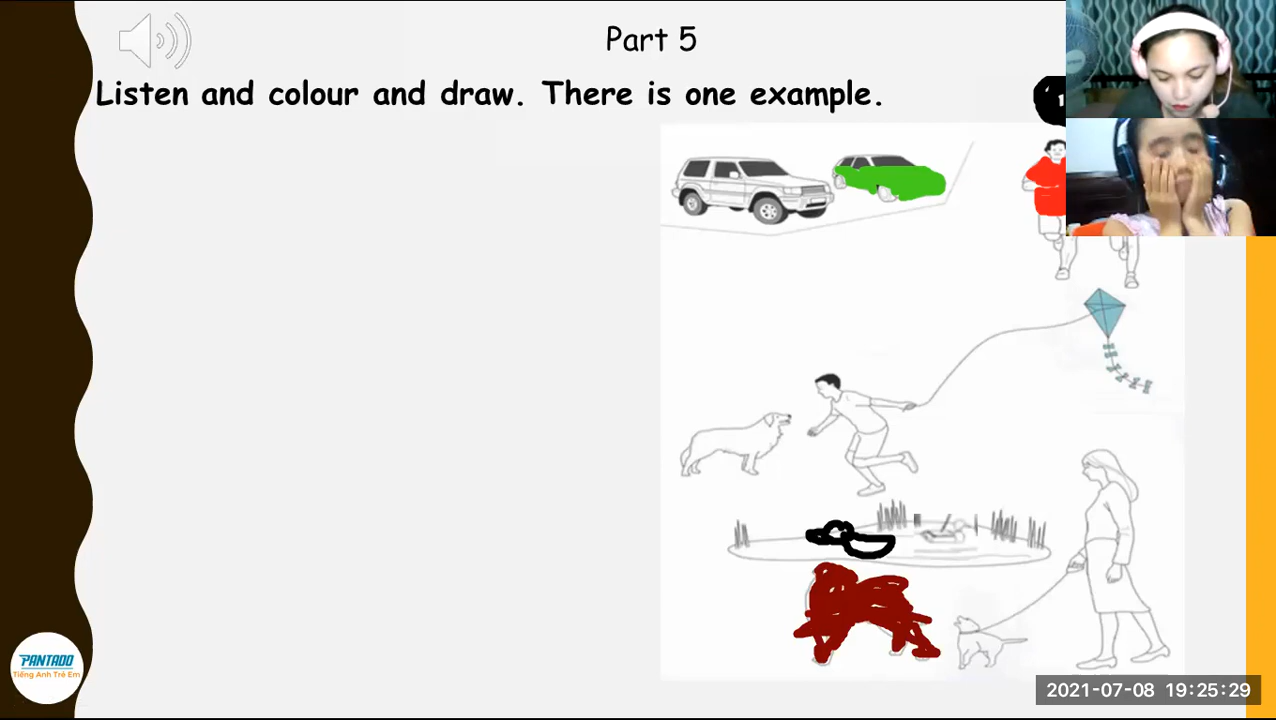 Part 5
Listen and colour and draw. There is one example.
PANTADO
Tiếng Anh Trẻ Em
2021-07-08 19:25:29